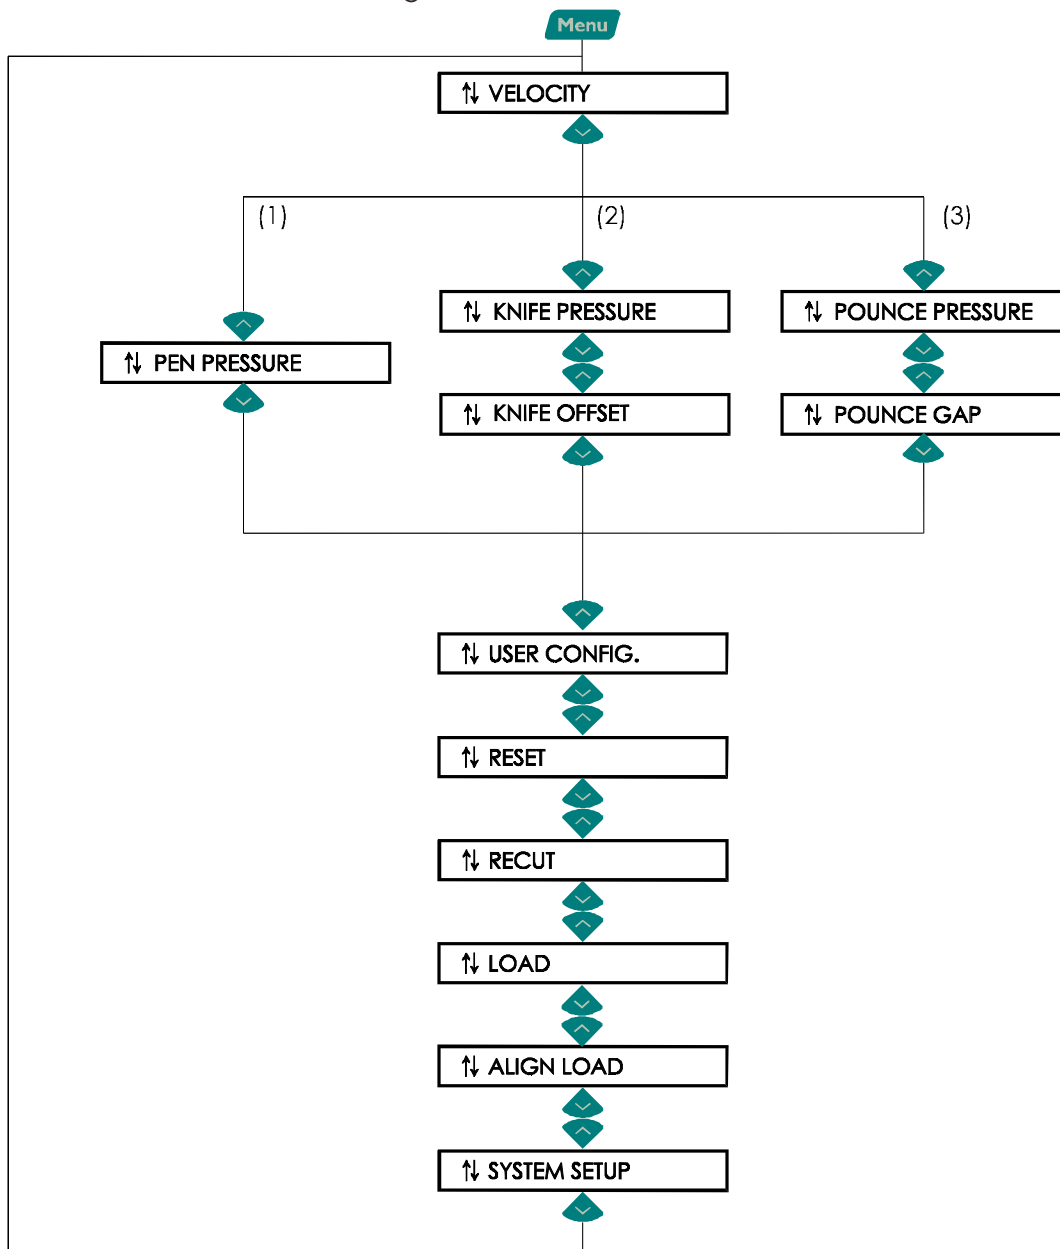 Menu
↑↓ VELOCITY
(1) (2) (3)
↑↓ KNIFE PRESSURE
↑↓ POUNCE PRESSURE
↑↓ PEN PRESSURE
↑↓ KNIFE OFFSET
↑↓ POUNCE GAP
↑↓ USER CONFIG.
↑↓ RESET
↑↓ RECUT
↑↓ LOAD
↑↓ ALIGN LOAD
↑↓ SYSTEM SETUP